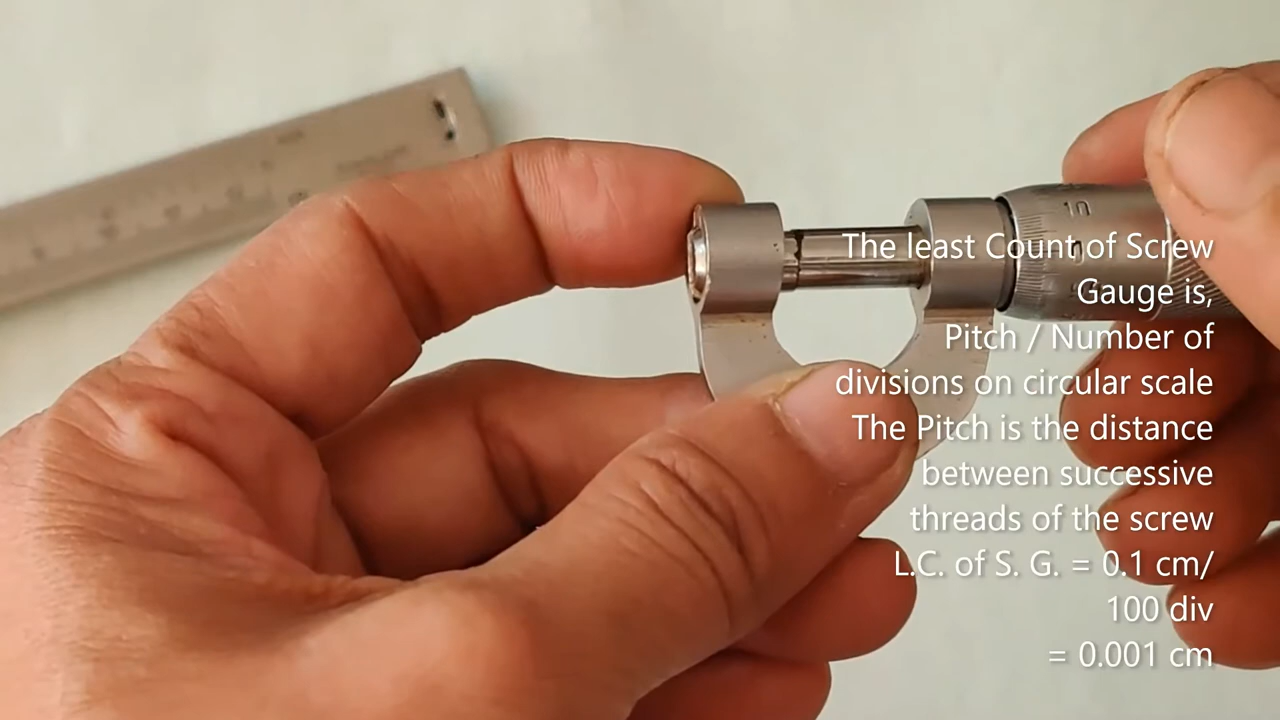 The least Count of Screw
Gauge is,
Pitch / Number of
divisions on circular scale
The Pitch is the distance
between successive
threads of the screw
L.C. of S. G. = 0.1 cm/
100 div
= 0.001 cm
10